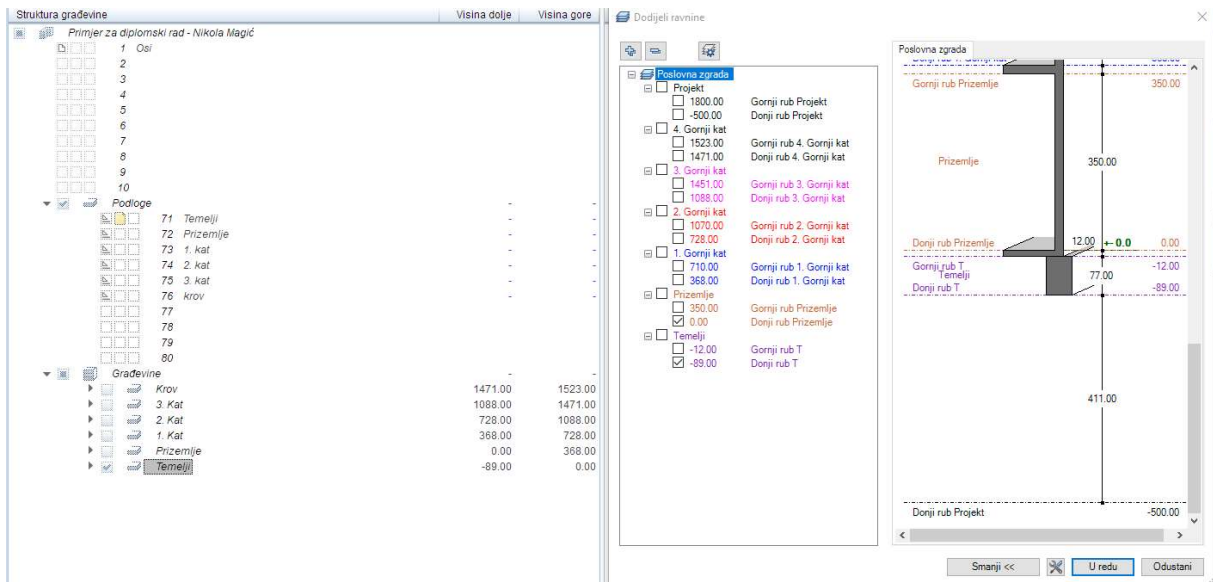 Struktura građevine Visina dolje Visina gore
Primjer za diplomski rad - Nikola Magić
1 Osi
2
3
4
5
6
7
8
9
10
Podloge - -
71 Temelji - -
72 Prizemlje - -
73 1. kat - -
74 2. kat - -
75 3. kat - -
76 krov - -
77
78
79
80
Građevine - -
Krov 1471.00 1523.00
3. Kat 1088.00 1471.00
2. Kat 728.00 1088.00
1. Kat 368.00 728.00
Prizemlje 0.00 368.00
Temelji -89.00 0.00
Dodijeli ravnine
Poslovna zgrada
Projekt
1800.00 Gornji rub Projekt
-500.00 Donji rub Projekt
4. Gornji kat
1523.00 Gornji rub 4. Gornji kat
1471.00 Donji rub 4. Gornji kat
3. Gornji kat
1451.00 Gornji rub 3. Gornji kat
1088.00 Donji rub 3. Gornji kat
2. Gornji kat
1070.00 Gornji rub 2. Gornji kat
728.00 Donji rub 2. Gornji kat
1. Gornji kat
710.00 Gornji rub 1. Gornji kat
368.00 Donji rub 1. Gornji kat
Prizemlje
350.00 Gornji rub Prizemlje
0.00 Donji rub Prizemlje
Temelji
-12.00 Gornji rub T
-89.00 Donji rub T
Poslovna zgrada
Gornji rub Prizemlje 350.00
Prizemlje 350.00
Donji rub Prizemlje 12.00 +-0.0 0.00
Gornji rub T -12.00
Temelji 77.00
Donji rub T -89.00
411.00
Donji rub Projekt -500.00
Smanji << U redu Odustani